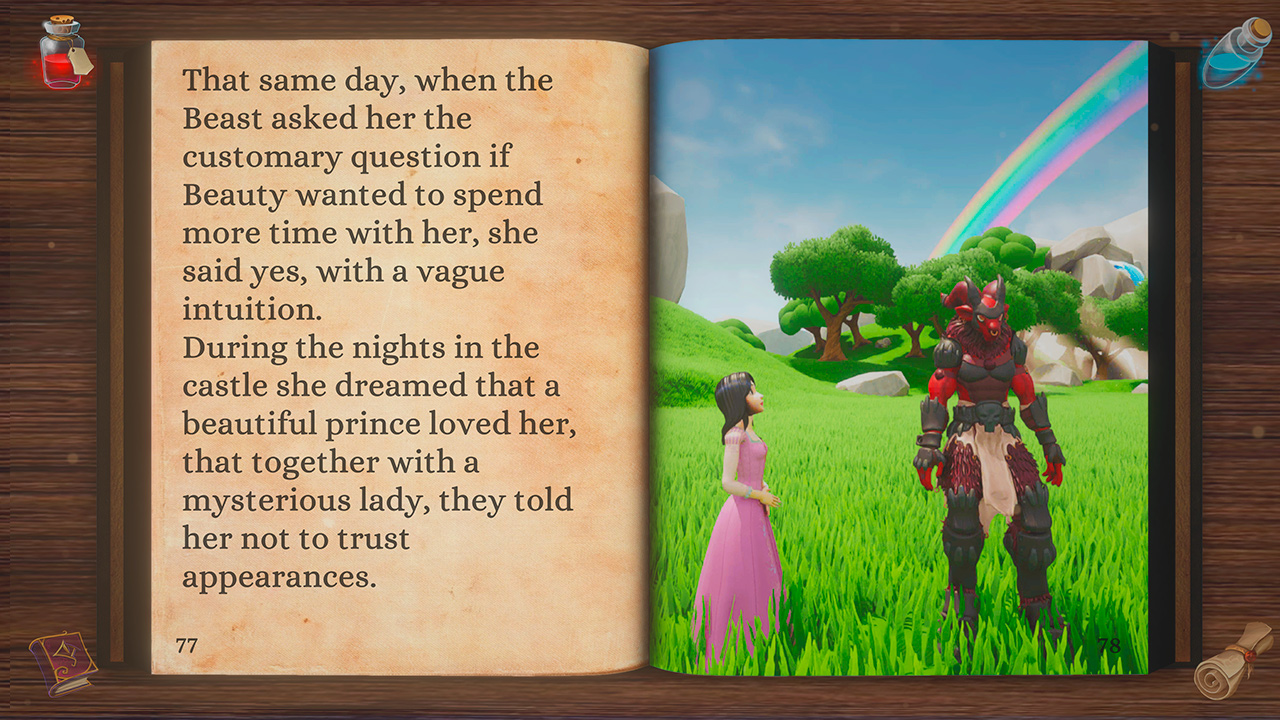 That same day, when the
Beast asked her the
customary question if
Beauty wanted to spend
more time with her, she
said yes, with a vague
intuition.
During the nights in the
castle she dreamed that a
beautiful prince loved her,
that together with a
mysterious lady, they told
her not to trust
appearances.
77
78